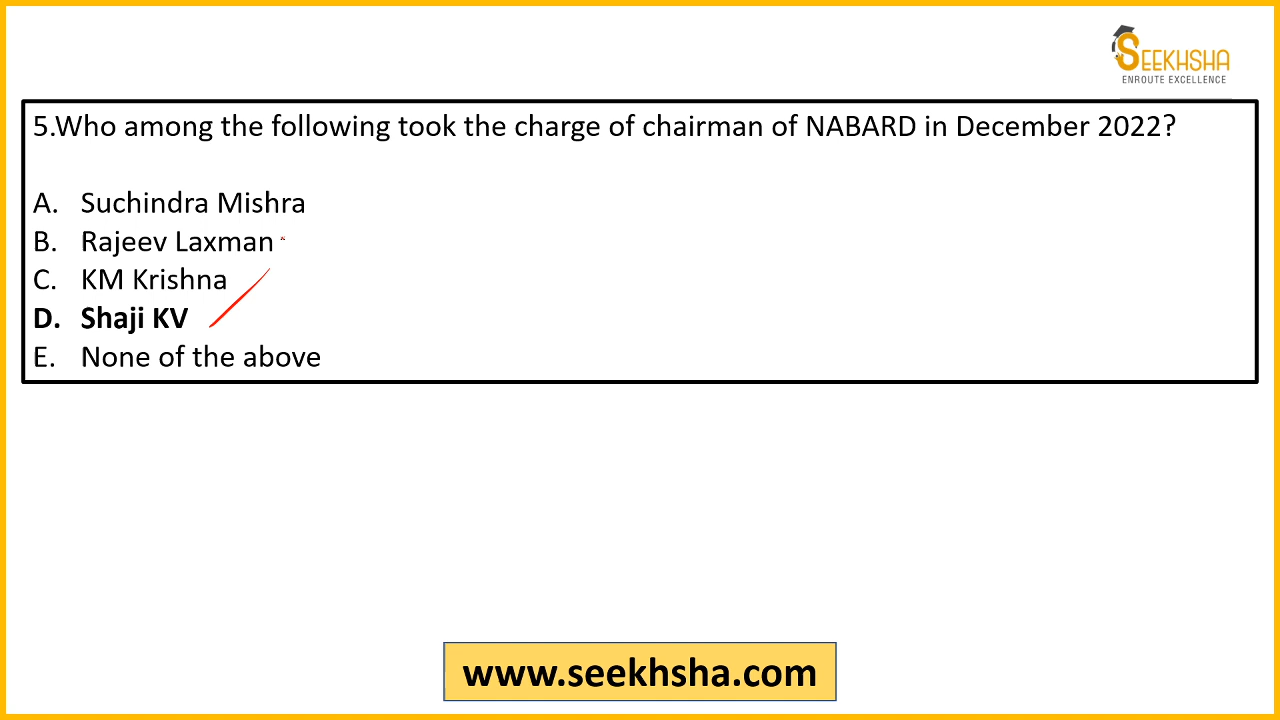 SEEKHSHA
ENROUTE EXCELLENCE
5.Who among the following took the charge of chairman of NABARD in December 2022?
A. Suchindra Mishra
B. Rajeev Laxman
C. KM Krishna
D. Shaji KV
E. None of the above
www.seekhsha.com